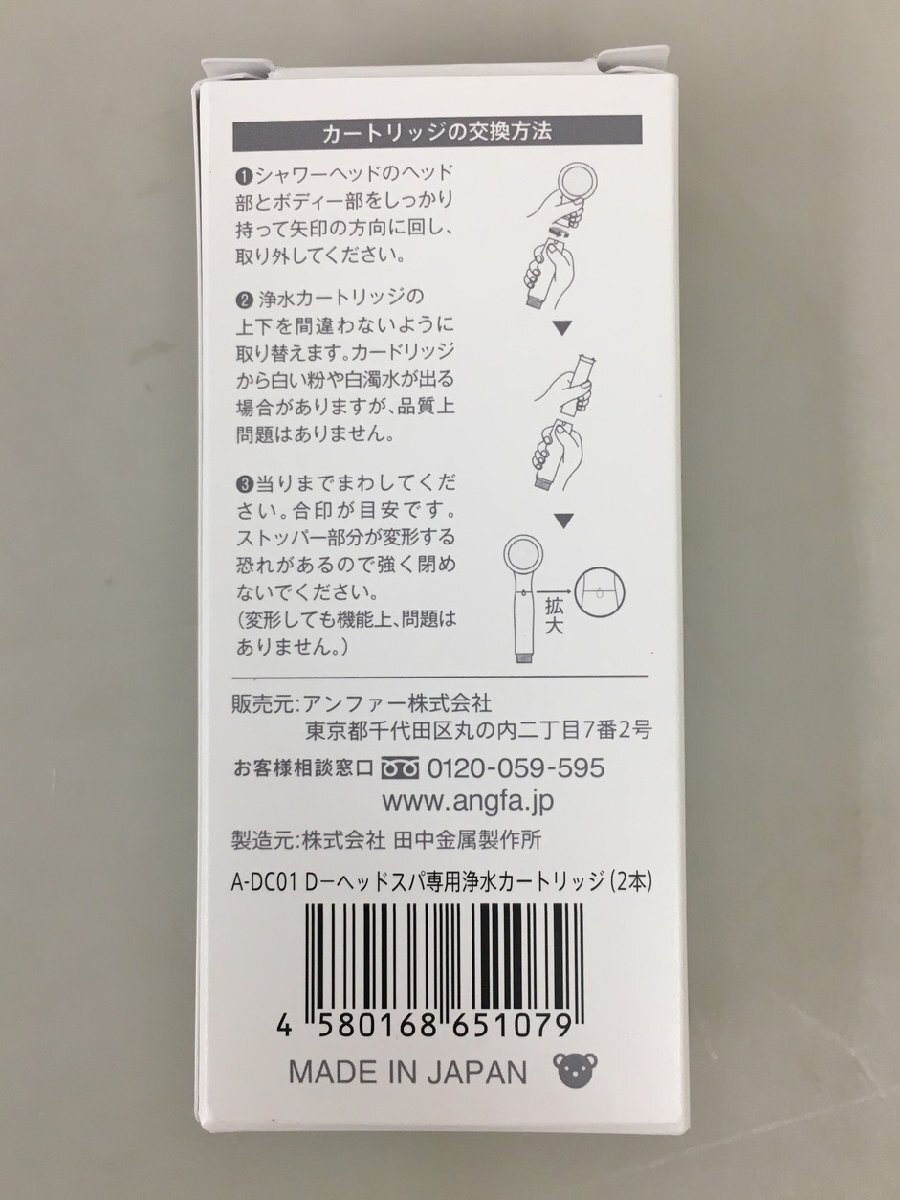 カートリッジの交換方法
❶シャワーヘッドのヘッド
部とボディー部をしっかり
持って矢印の方向に回し、
取り外してください。
❷ 浄水カートリッジの
上下を間違わないように
取り替えます。カードリッジ
から白い粉や白濁水が出る
場合がありますが、品質上
問題はありません。
❸当りまでまわしてくだ
さい。合印が目安です。
ストッパー部分が変形する
恐れがあるので強く閉め
ないでください。
(変形しても機能上、問題は
ありません。)
拡大
販売元:アンファー株式会社
東京都千代田区丸の内二丁目7番2号
お客様相談窓口 0120-059-595
www.angfa.jp
製造元:株式会社 田中金属製作所
A-DC01 Dーヘッドスパ専用浄水カートリッジ(2本)
4 580168 651079
MADE IN JAPAN